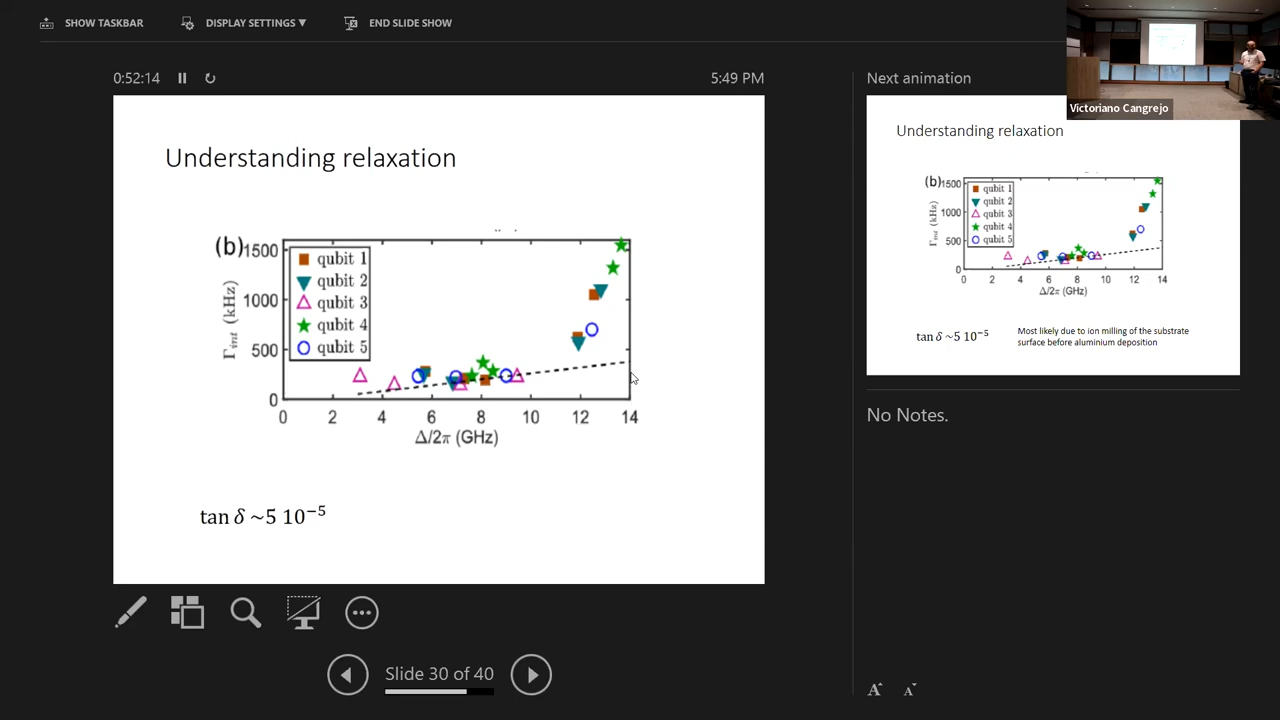 SHOW TASKBAR
DISPLAY SETTINGS ▼
END SLIDE SHOW
0:52:14
5:49 PM
Understanding relaxation
(b)
1500
1000
500
0
Γint (kHz)
qubit 1
qubit 2
qubit 3
qubit 4
qubit 5
0 2 4 6 8 10 12 14
Δ/2π (GHz)
tan δ ~5 10⁻⁵
Slide 30 of 40
Next animation
Victoriano Cangrejo
Understanding relaxation
(b)
1500
1000
500
0
Γint (kHz)
qubit 1
qubit 2
qubit 3
qubit 4
qubit 5
0 2 4 6 8 10 12 14
Δ/2π (GHz)
tan δ ~5 10⁻⁵
Most likely due to ion milling of the substrate
surface before aluminium deposition
No Notes.
A A